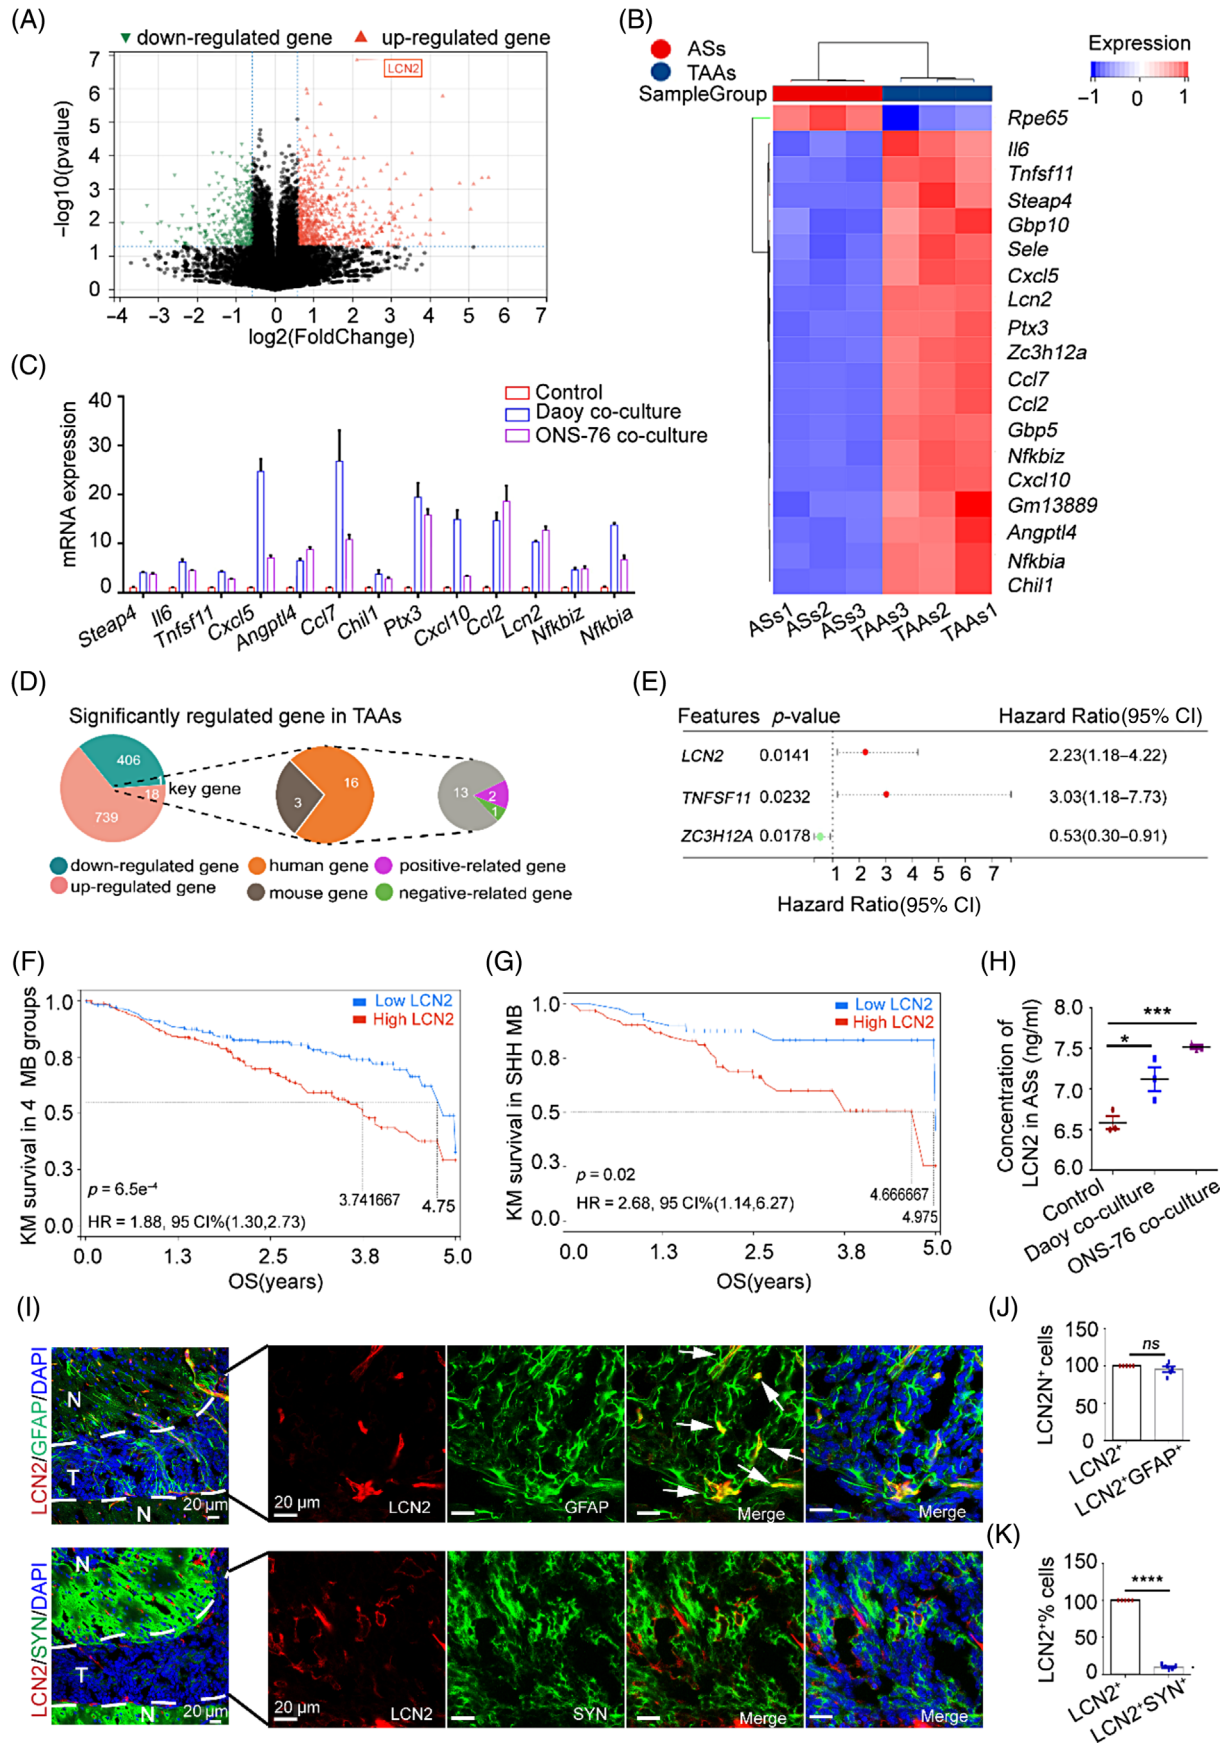 (A)
down-regulated gene
up-regulated gene
LCN2
−log10(pvalue)
7
6
5
4
3
2
1
0
−4 −3 −2 −1 0 1 2 3 4 5 6 7
log2(FoldChange)
(B)
ASs
TAAs
SampleGroup
Expression
−1 0 1
Rpe65
Il6
Tnfsf11
Steap4
Gbp10
Sele
Cxcl5
Lcn2
Ptx3
Zc3h12a
Ccl7
Ccl2
Gbp5
Nfkbiz
Cxcl10
Gm13889
Angptl4
Nfkbia
Chil1
ASs1 ASs2 ASs3 TAAs3 TAAs2 TAAs1
(C)
Control
Daoy co-culture
ONS-76 co-culture
mRNA expression
40
30
20
10
0
Steap4 Il6 Tnfsf11 Cxcl5 Angptl4 Ccl7 Chil1 Ptx3 Cxcl10 Ccl2 Lcn2 Nfkbiz Nfkbia
(D)
Significantly regulated gene in TAAs
406
1
18
739
key gene
16
3
13
2
1
down-regulated gene
up-regulated gene
human gene
mouse gene
positive-related gene
negative-related gene
(E)
Features p-value Hazard Ratio(95% CI)
LCN2 0.0141 2.23(1.18–4.22)
TNFSF11 0.0232 3.03(1.18–7.73)
ZC3H12A 0.0178 0.53(0.30–0.91)
1 2 3 4 5 6 7
Hazard Ratio(95% CI)
(F)
KM survival in 4 MB groups
1.0
0.8
0.5
0.3
0.0
Low LCN2
High LCN2
p = 6.5e⁻⁴
HR = 1.88, 95 CI%(1.30,2.73)
3.741667
4.75
0.0 1.3 2.5 3.8 5.0
OS(years)
(G)
KM survival in SHH MB
1.0
0.8
0.5
0.3
0.0
Low LCN2
High LCN2
p = 0.02
HR = 2.68, 95 CI%(1.14,6.27)
4.666667
4.975
0.0 1.3 2.5 3.8 5.0
OS(years)
(H)
Concentration of
LCN2 in ASs (ng/ml)
8.0
7.5
7.0
6.5
6.0
***
*
Control
Daoy co-culture
ONS-76 co-culture
(I)
LCN2/GFAP/DAPI
N
T
N
20 μm
20 μm
LCN2
GFAP
Merge
Merge
LCN2/SYN/DAPI
N
T
N
20 μm
20 μm
LCN2
SYN
Merge
Merge
(J)
LCN2N⁺ cells
150
100
50
0
ns
LCN2⁺
LCN2⁺GFAP⁺
(K)
LCN2⁺% cells
150
100
50
0
****
LCN2⁺
LCN2⁺SYN⁺